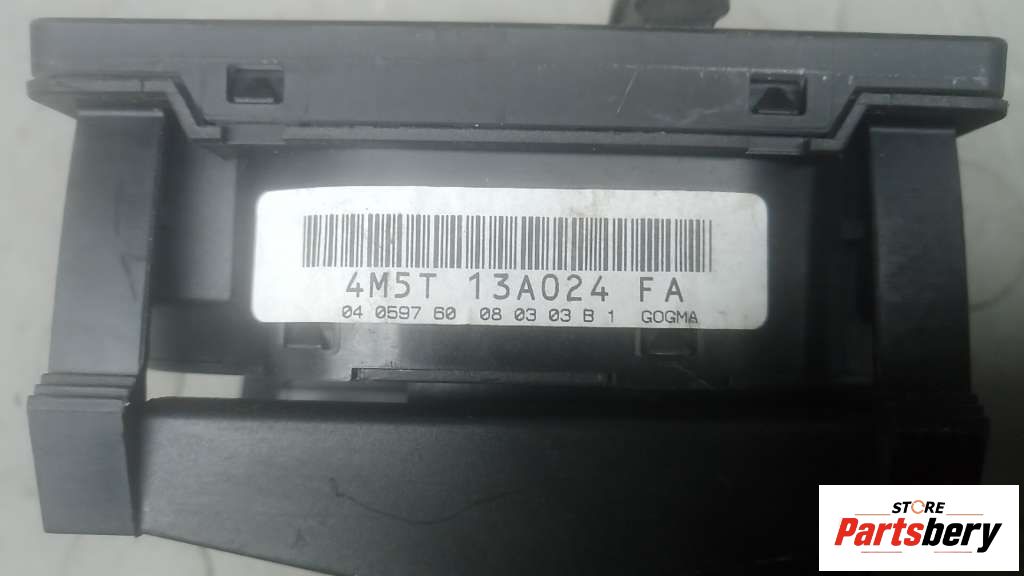 4M5T 13A024 FA
04 0597 60 08 03 03 B 1 GOGMA
STORE
Partsbery